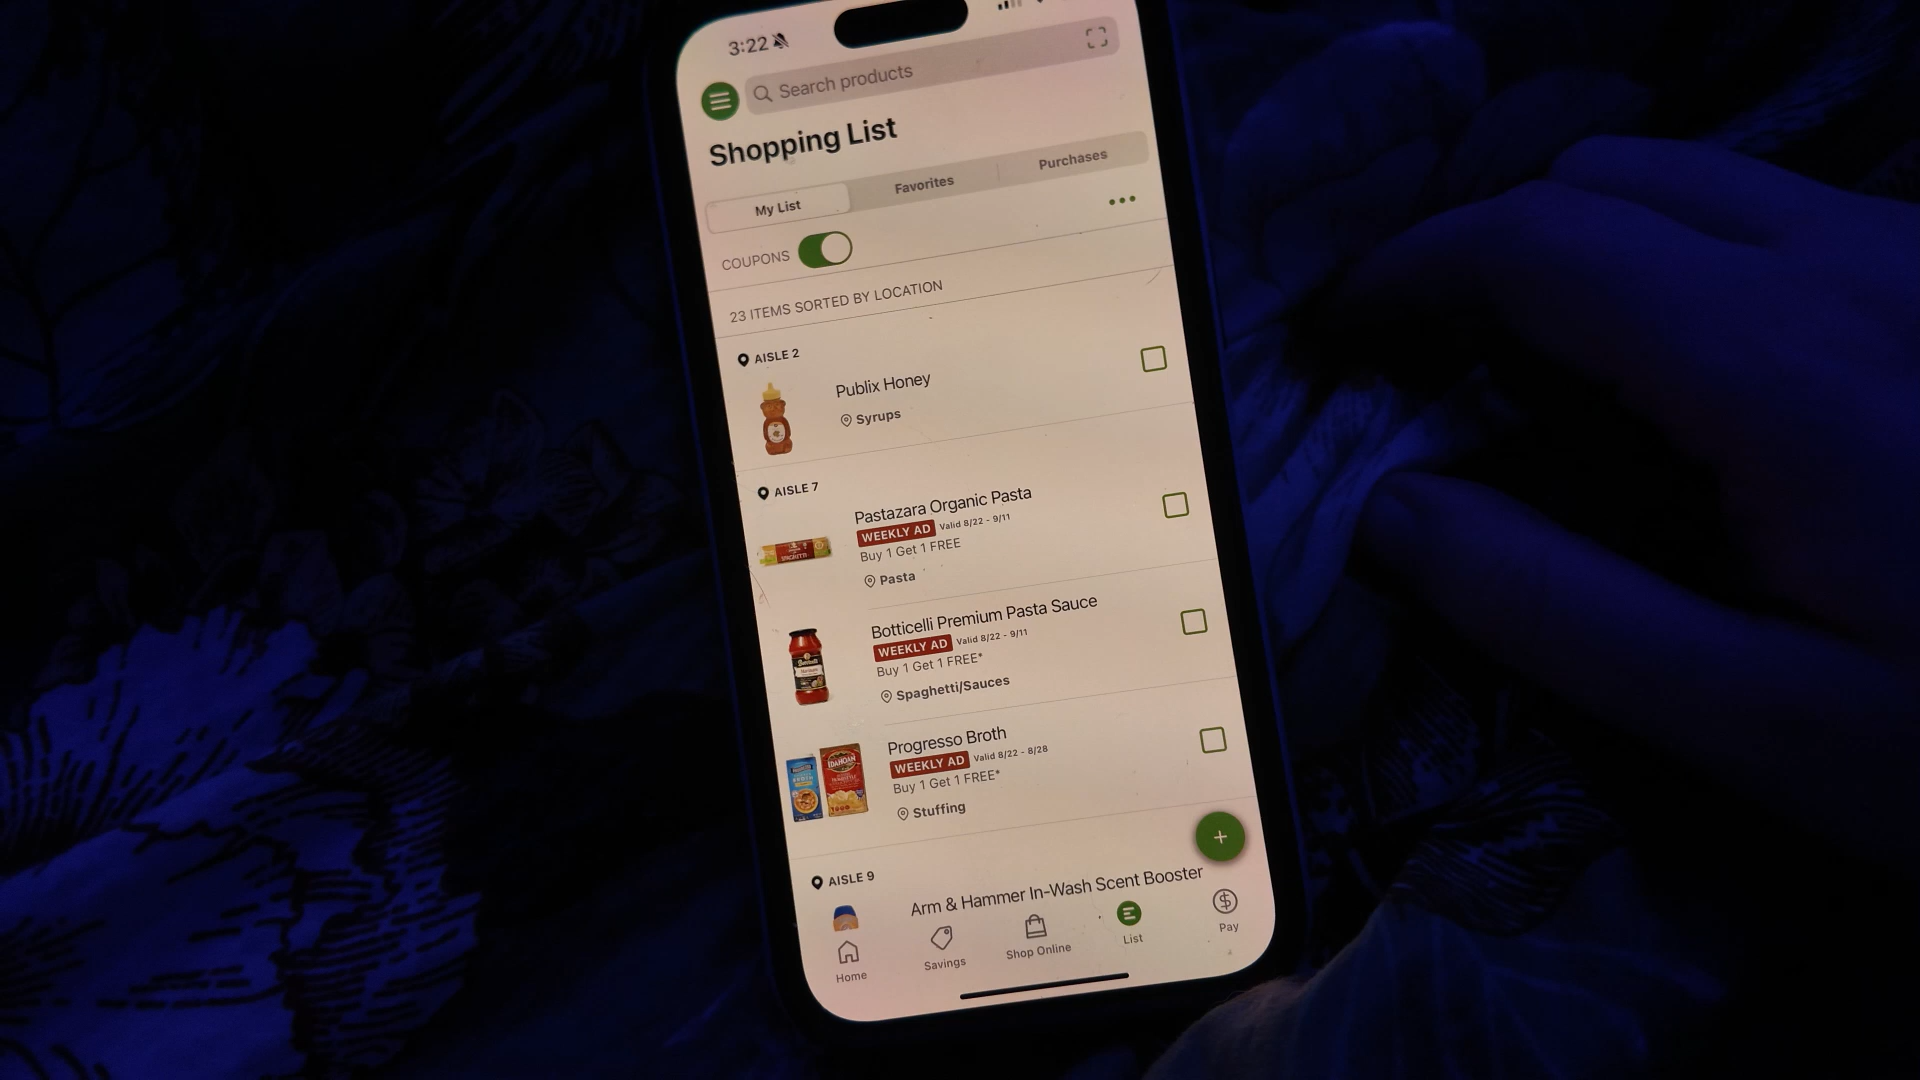 3:22
Search products
Shopping List
My List
Favorites
Purchases
COUPONS
23 ITEMS SORTED BY LOCATION
AISLE 2
Publix Honey
Syrups
AISLE 7
Pastazara Organic Pasta
WEEKLY AD Valid 8/22 - 9/11
Buy 1 Get 1 FREE
Pasta
Botticelli Premium Pasta Sauce
WEEKLY AD Valid 8/22 - 9/11
Buy 1 Get 1 FREE*
Spaghetti/Sauces
Progresso Broth
WEEKLY AD Valid 8/22 - 8/28
Buy 1 Get 1 FREE*
Stuffing
IDAHOAN
AISLE 9
Arm & Hammer In-Wash Scent Booster
Home
Savings
Shop Online
List
Pay